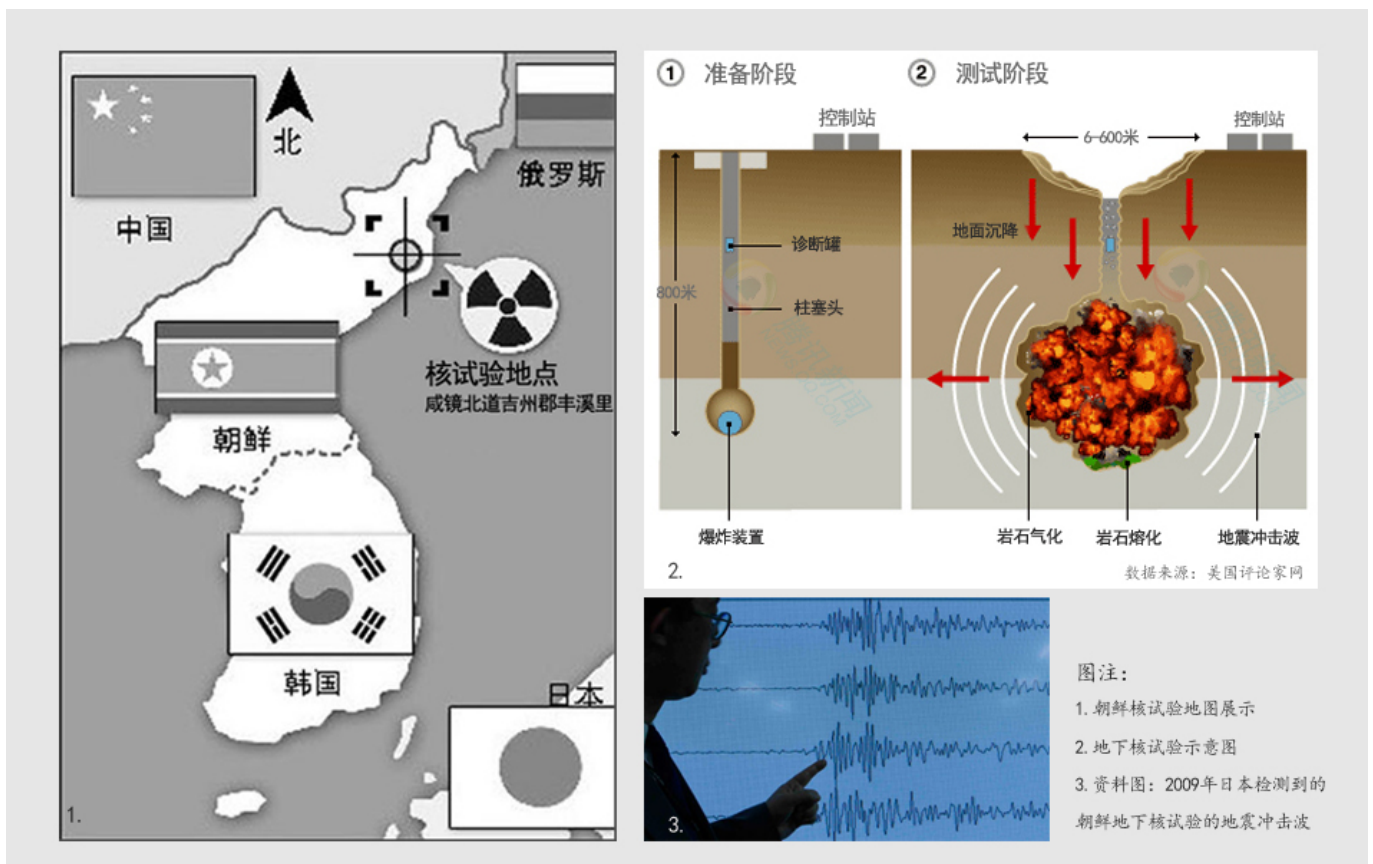 北
俄罗斯
中国
核试验地点
咸镜北道吉州郡丰溪里
朝鲜
韩国
日本
1.
① 准备阶段
控制站
800米
诊断罐
柱塞头
爆炸装置
② 测试阶段
6-600米
控制站
地面沉降
岩石气化
岩石熔化
地震冲击波
2.
数据来源：美国评论家网
3.
图注：
1.朝鲜核试验地图展示
2.地下核试验示意图
3.资料图：2009年日本检测到的
朝鲜地下核试验的地震冲击波